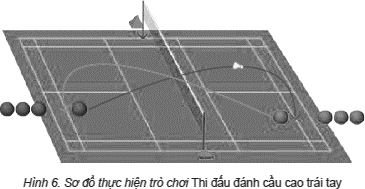 Hình 6. Sơ đồ thực hiện trò chơi Thi đấu đánh cầu cao trái tay